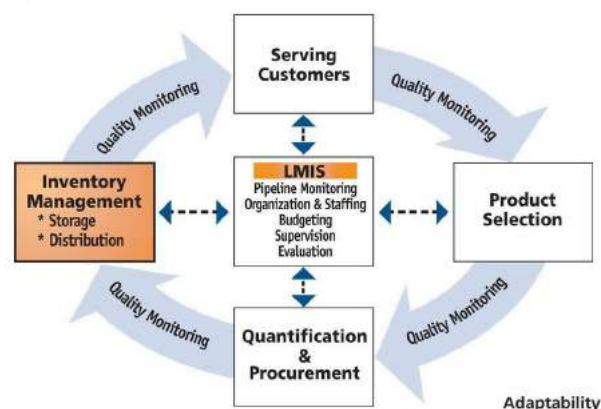 Serving
Customers
Quality Monitoring
Quality Monitoring
Inventory
Management
* Storage
* Distribution
LMIS
Pipeline Monitoring
Organization & Staffing
Budgeting
Supervision
Evaluation
Product
Selection
Quality Monitoring
Quality Monitoring
Quantification
&
Procurement
Adaptability